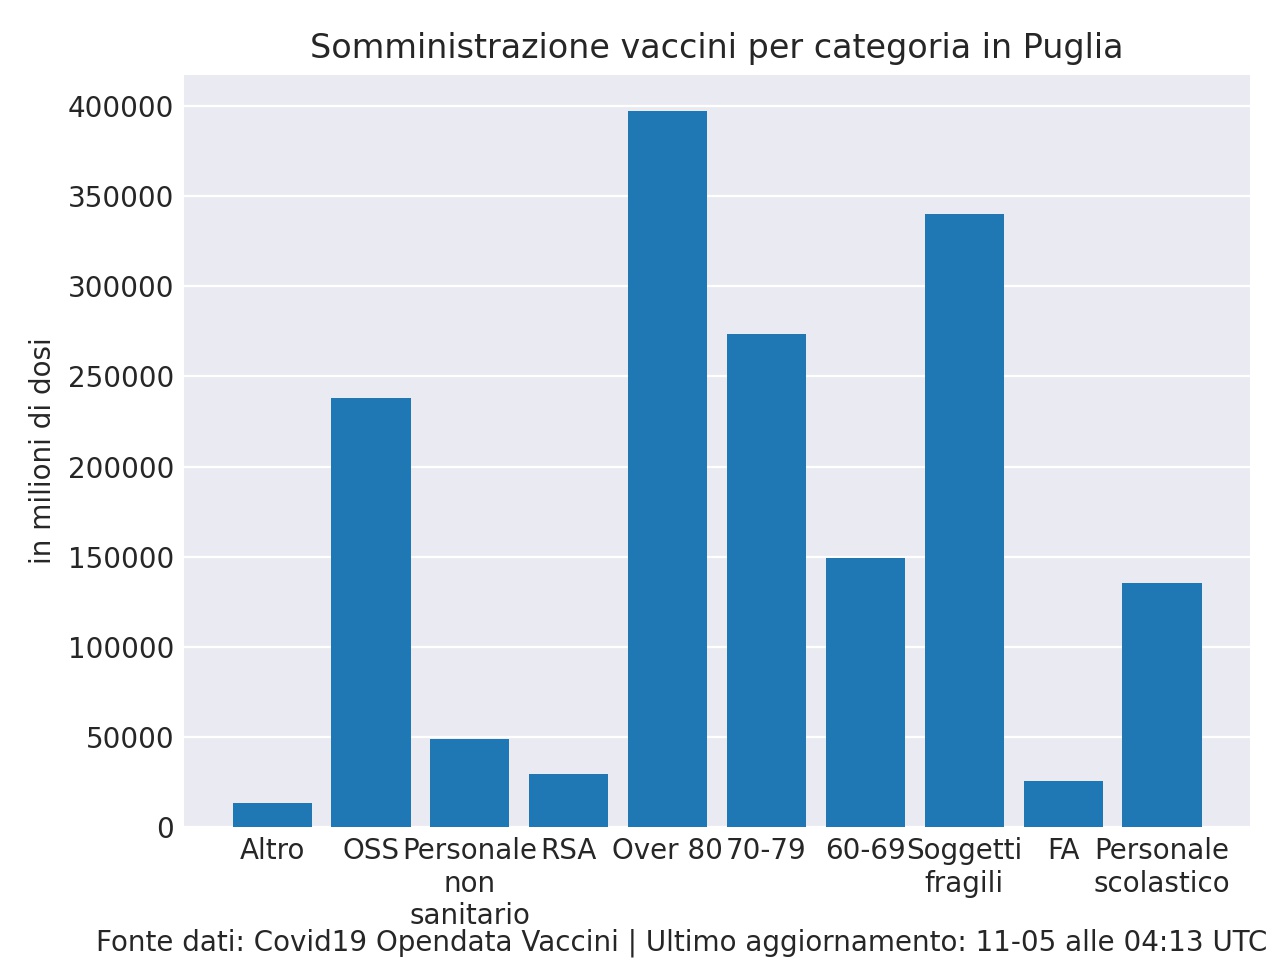 Somministrazione vaccini per categoria in Puglia
in milioni di dosi
400000
350000
300000
250000
200000
150000
100000
50000
0
Altro
OSS
Personale
non
sanitario
RSA
Over 80
70-79
60-69
Soggetti
fragili
FA
Personale
scolastico
Fonte dati: Covid19 Opendata Vaccini | Ultimo aggiornamento: 11-05 alle 04:13 UTC